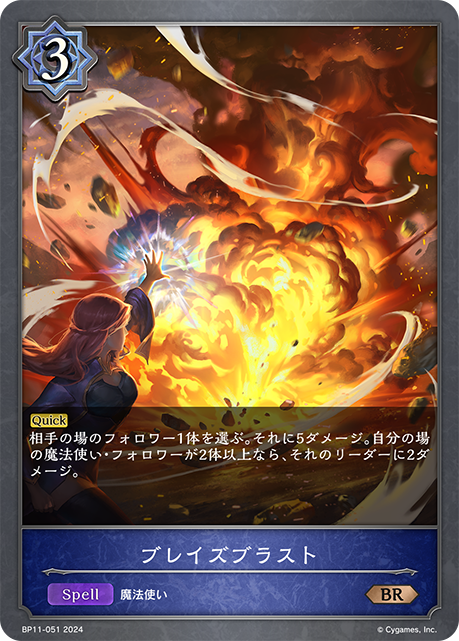 3
Quick
相手の場のフォロワー1体を選ぶ。それに5ダメージ。自分の場
の魔法使い・フォロワーが2体以上なら、それのリーダーに2ダ
メージ。
ブレイズブラスト
Spell 魔法使い BR
BP11-051 2024 © Cygames, Inc.